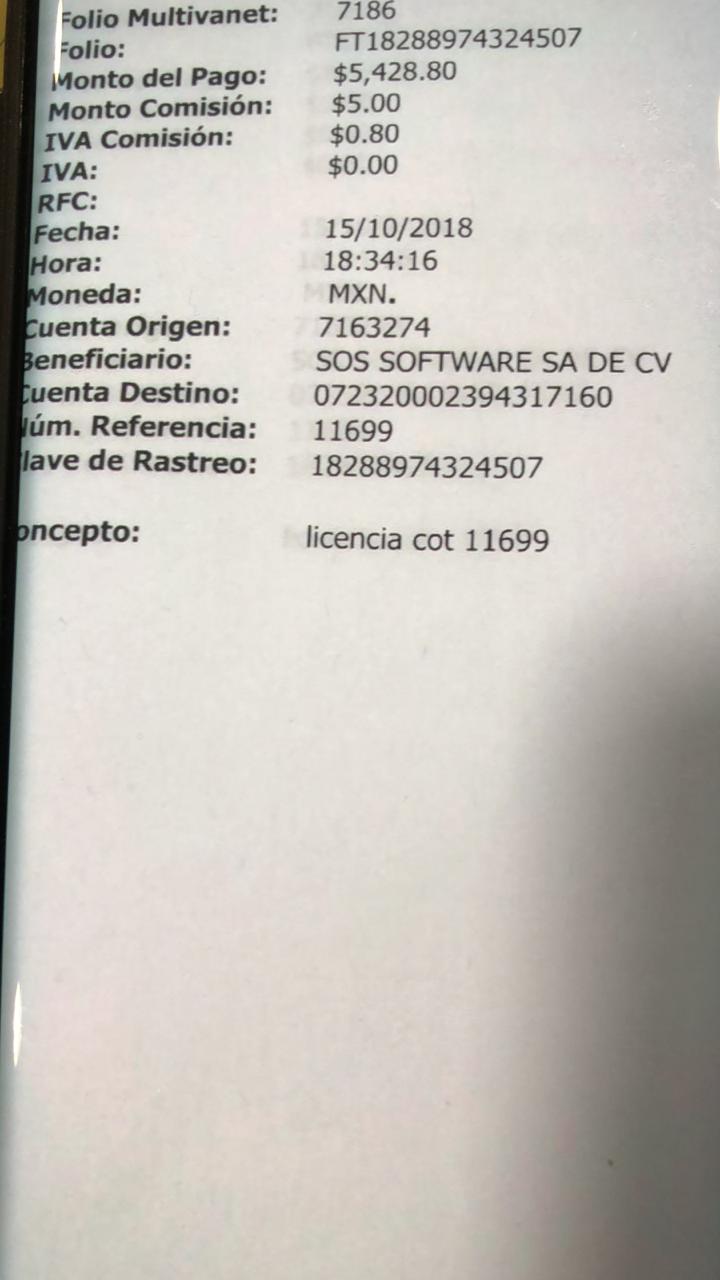 Folio Multivanet: 7186
Folio: FT18288974324507
Monto del Pago: $5,428.80
Monto Comisión: $5.00
IVA Comisión: $0.80
IVA: $0.00
RFC:
Fecha: 15/10/2018
Hora: 18:34:16
Moneda: MXN.
Cuenta Origen: 7163274
Beneficiario: SOS SOFTWARE SA DE CV
Cuenta Destino: 072320002394317160
Núm. Referencia: 11699
Clave de Rastreo: 18288974324507
Concepto: licencia cot 11699